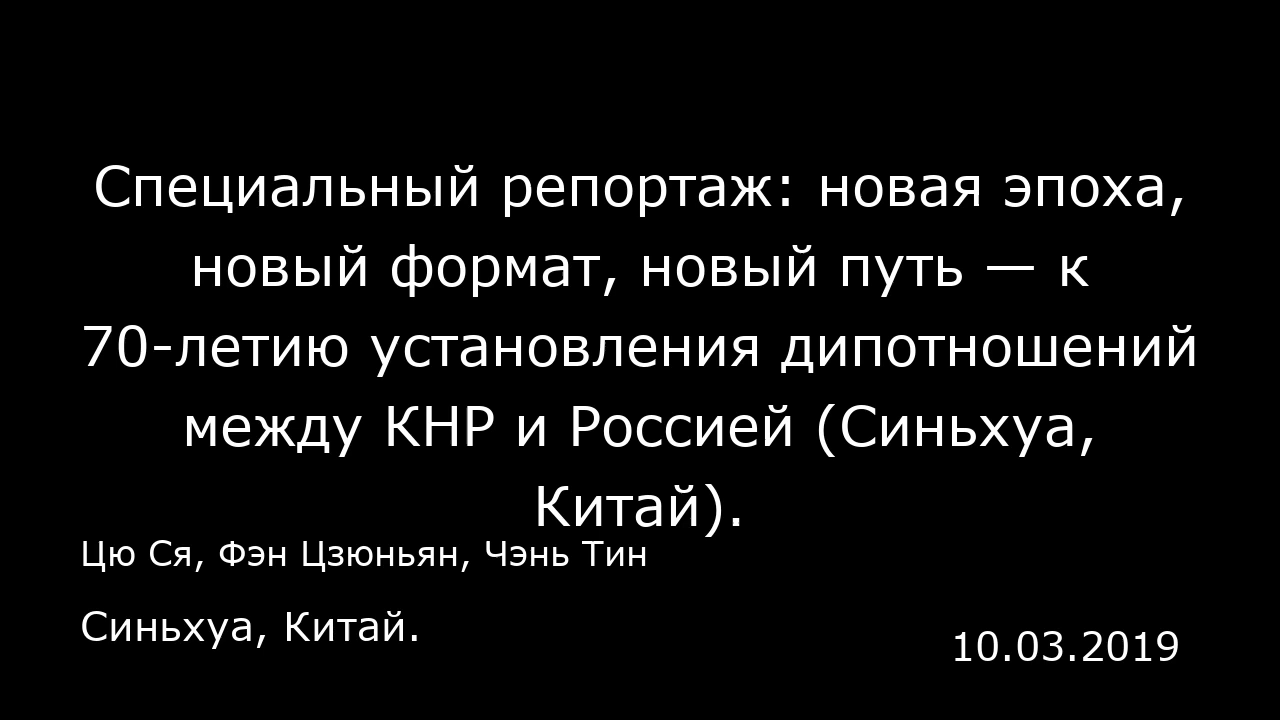 Специальный репортаж: новая эпоха,
новый формат, новый путь — к
70-летию установления дипотношений
между КНР и Россией (Синьхуа,
Китай).
Цю Ся, Фэн Цзюньян, Чэнь Тин
Синьхуа, Китай.
10.03.2019